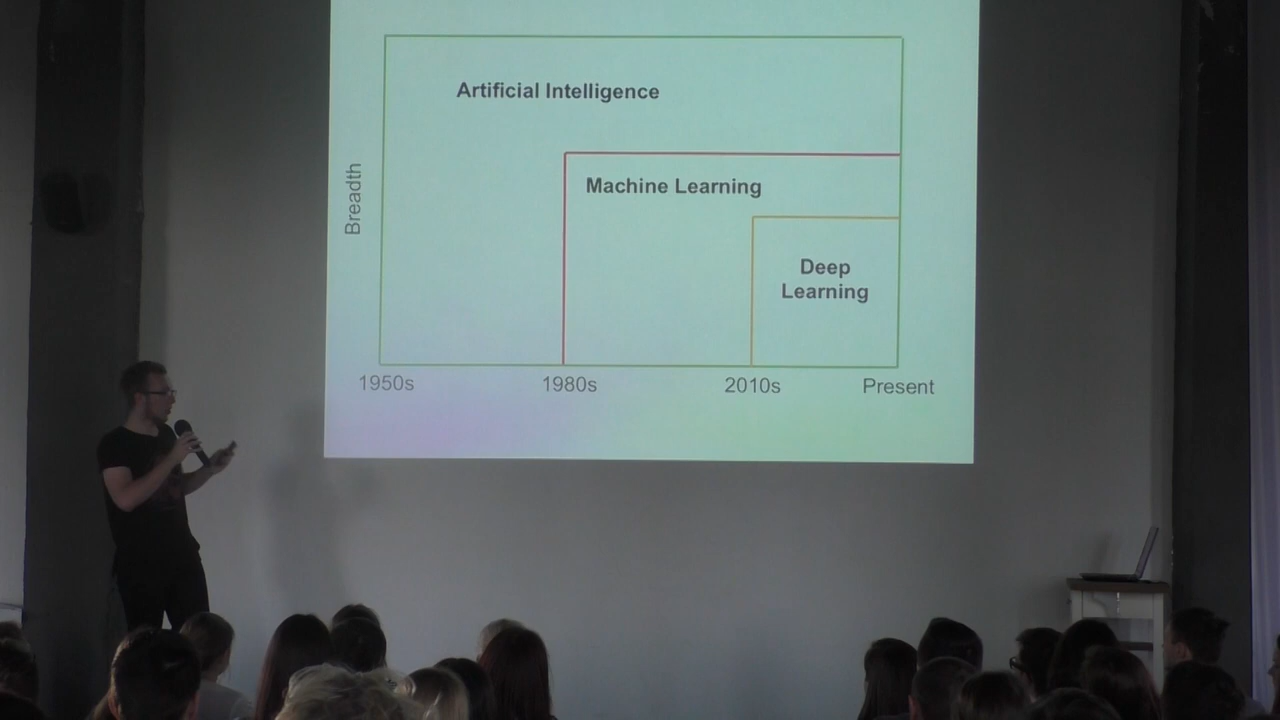 Artificial Intelligence
Machine Learning
Deep
Learning
Breadth
1950s 1980s 2010s Present